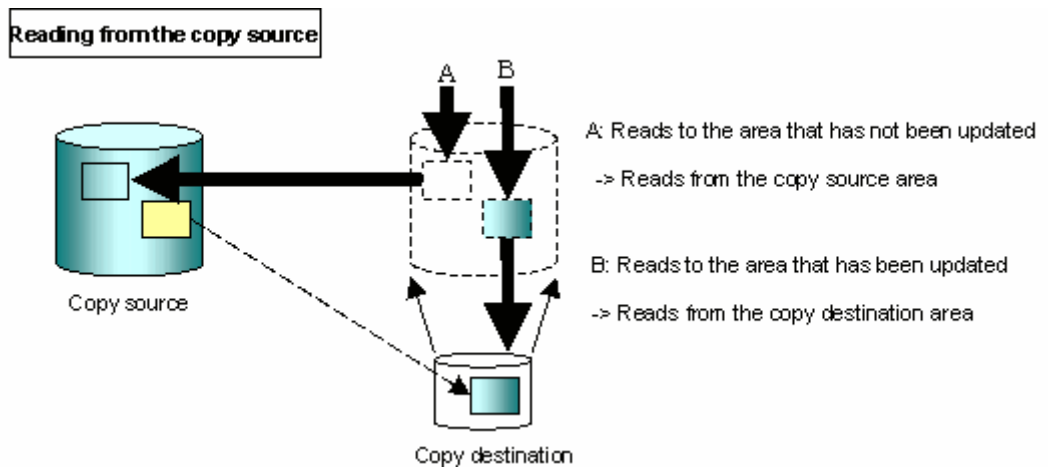 Reading from the copy source
A B
A: Reads to the area that has not been updated
-> Reads from the copy source area
B: Reads to the area that has been updated
Copy source
-> Reads from the copy destination area
Copy destination